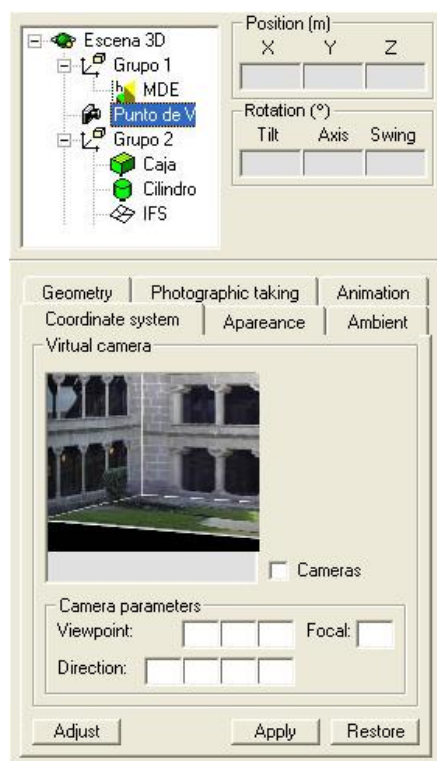 Escena 3D
Grupo 1
MDE
Punto de V
Grupo 2
Caja
Cilindro
IFS
Position (m)
X Y Z
Rotation (°)
Tilt Axis Swing
Geometry Photographic taking Animation
Coordinate system Apareance Ambient
Virtual camera
Cameras
Camera parameters
Viewpoint: Focal:
Direction:
Adjust Apply Restore